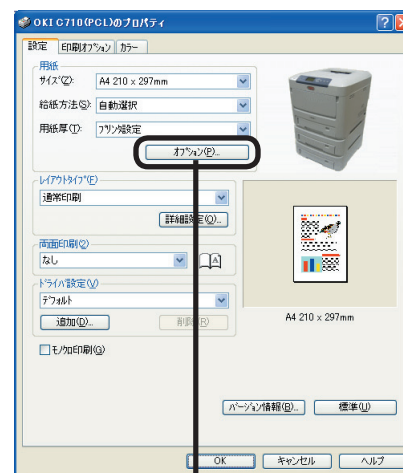 OKI C710(PCL)のプロパティ
設定 印刷オプション カラー
用紙
サイズ(Z): A4 210 x 297mm
給紙方法(S): 自動選択
用紙厚(T): プリンタ設定
オプション(P)...
レイアウトタイプ(F)
通常印刷
詳細設定(O)...
両面印刷(2)
なし
A
ドライバ設定(V)
デフォルト
追加(D)... 削除(R)
A4 210 x 297mm
モノクロ印刷(G)
バージョン情報(B)... 標準(U)
OK キャンセル ヘルプ